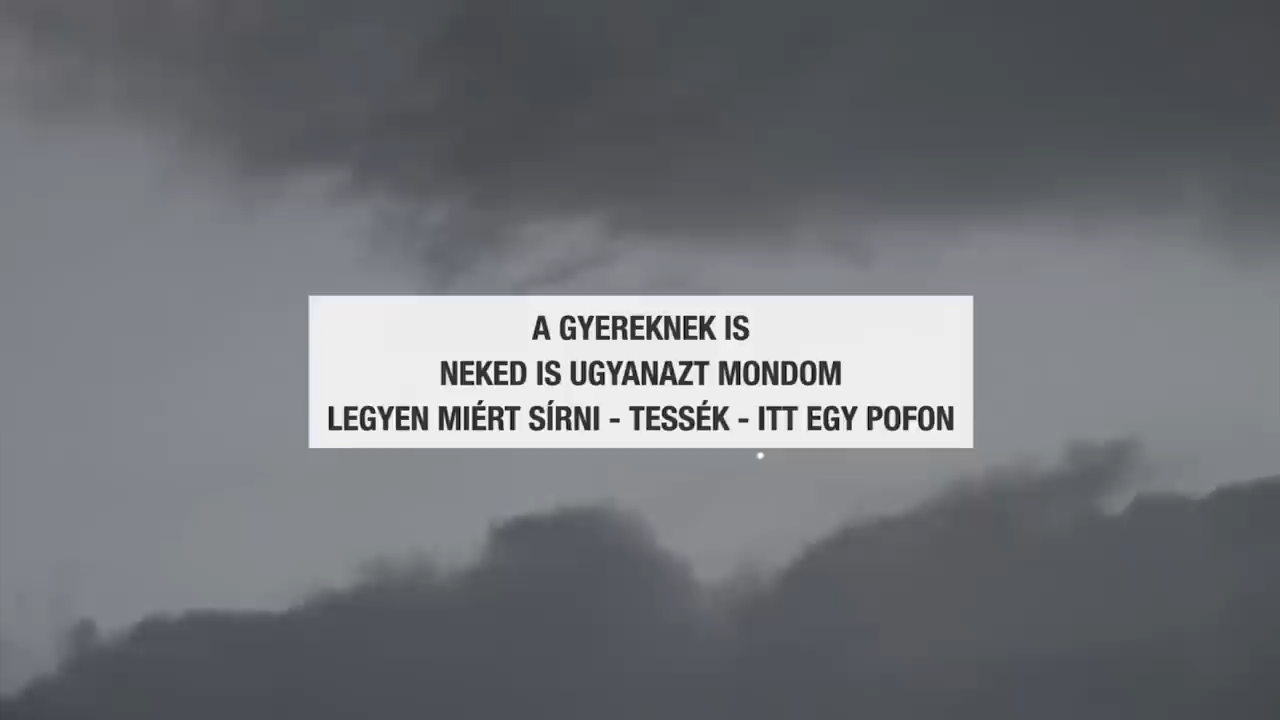 A GYEREKNEK IS
NEKED IS UGYANAZT MONDOM
LEGYEN MIÉRT SÍRNI - TESSÉK - ITT EGY POFON